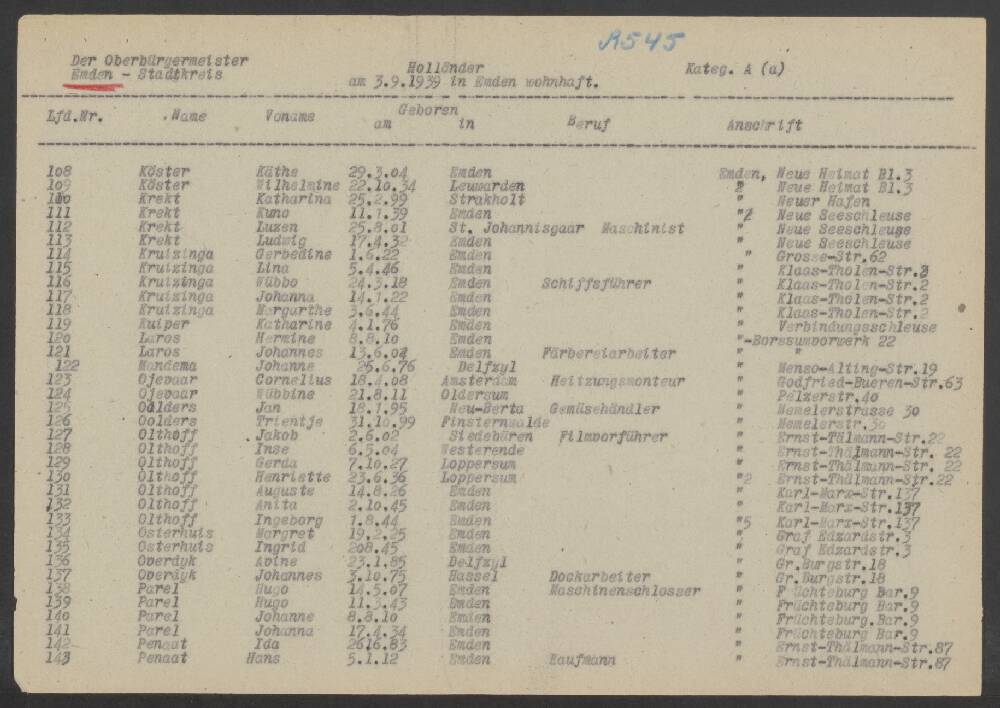 A545
Der Oberbürgermeister
Emden - Stadtkreis
Holländer Kateg. A (a)
am 3.9.1939 in Emden wohnhaft.
Lfd.Nr. Name Voname Geboren am in Beruf Anschrift
108 Köster Käthe 29.3.04 Emden Emden, Neue Heimat Bl.3
109 Köster Wilhelmine 22.10.34 Leuwarden " Neue Heimat Bl.3
110 Krekt Katharina 25.2.99 Strakholt " Neuer Hafen
111 Krekt Kuno 11.1.39 Emden " Neue Seeschleuse
112 Krekt Luzen 25.8.01 St. Johannisgaar Maschinist " Neue Seeschleuse
113 Krekt Ludwig 17.4.32 Emden " Neue Seeschleuse
114 Kruizinga Gerbedine 1.6.22 Emden " Grosse-Str.62
115 Kruizinga Lina 5.4.46 Emden " Klaas-Tholen-Str.2
116 Kruizinga Wübbo 24.3.18 Emden Schiffsführer " Klaas-Tholen-Str.2
117 Kruizinga Johanna 14.7.22 Emden " Klaas-Tholen-Str.2
118 Kruizinga Margarthe 3.6.44 Emden " Klaas-Tholen-Str.2
119 Kuiper Katharine 4.1.76 Emden " Verbindungsschleuse
120 Laros Hermine 8.8.10 Emden "-Borssumvorwerk 22
121 Laros Johannes 13.6.04 Emden Färbereiarbeiter " "
122 Mandema Johanne 25.6.76 Delfzyl " Menso-Alting-Str.19
123 Ojevaar Cornelius 18.4.08 Amsterdam Heitzungsmonteur " Godfried-Bueren-Str.63
124 Ojevaar Wübbine 21.8.11 Oldersum " Pelzerstr.40
125 Oolders Jan 18.1.95 Neu-Berta Gemüsehändler " Memelerstrasse 30
126 Oolders Trientje 31.10.99 Finsternwalde " Memelerstr.30
127 Olthoff Jakob 2.6.02 Siedebüren Filmvorführer " Ernst-Tälmann-Str.22
128 Olthoff Inse 6.5.04 Westerende " Ernst-Thälmann-Str. 22
129 Olthoff Gerda 7.10.27 Loppersum " Ernst-Thälmann-Str. 22
130 Olthoff Henriette 23.6.36 Loppersum "2 Ernst-Thälmann-Str.22
131 Olthoff Auguste 14.8.26 Emden " Karl-Marx-Str.137
132 Olthoff Anita 2.10.45 Emden " Karl-Marx-Str.137
133 Olthoff Ingeborg 1.8.44 Emden "5 Karl-Marx-Str.137
134 Osterhuis Margret 19.2.25 Emden " Graf Edzardstr.3
135 Osterhuis Ingrid 208.45 Emden " Graf Edzardstr.3
136 Overdyk Avine 23.1.85 Delfzyl " Gr.Burgstr.18
137 Overdyk Johannes 3.10.75 Hassel Dockarbeiter " Gr.Burgstr.18
138 Parel Hugo 14.5.07 Emden Maschinenschlosser " F üchteburg Bar.9
139 Parel Hugo 11.3.43 Emden " Früchteburg Bar.9
140 Parel Johanne 8.8.10 Emden " Früchteburg Bar.9
141 Parel Johanna 17.4.34 Emden " Früchteburg Bar.9
142 Penaat Ida 2616.83 Emden " Ernst-Thälmann-Str.87
143 Penaat Hans 5.1.12 Emden Kaufmann " Ernst-Thälmann-Str.87